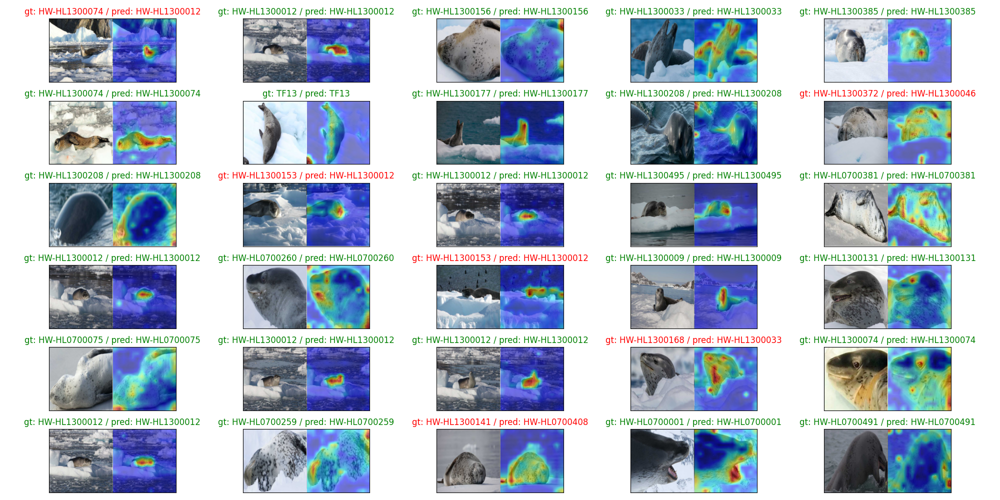 gt: HW-HL1300074 / pred: HW-HL1300012
gt: HW-HL1300012 / pred: HW-HL1300012
gt: HW-HL1300156 / pred: HW-HL1300156
gt: HW-HL1300033 / pred: HW-HL1300033
gt: HW-HL1300385 / pred: HW-HL1300385
gt: HW-HL1300074 / pred: HW-HL1300074
gt: TF13 / pred: TF13
gt: HW-HL1300177 / pred: HW-HL1300177
gt: HW-HL1300208 / pred: HW-HL1300208
gt: HW-HL1300372 / pred: HW-HL1300046
gt: HW-HL1300208 / pred: HW-HL1300208
gt: HW-HL1300153 / pred: HW-HL1300012
gt: HW-HL1300012 / pred: HW-HL1300012
gt: HW-HL1300495 / pred: HW-HL1300495
gt: HW-HL0700381 / pred: HW-HL0700381
gt: HW-HL1300012 / pred: HW-HL1300012
gt: HW-HL0700260 / pred: HW-HL0700260
gt: HW-HL1300153 / pred: HW-HL1300012
gt: HW-HL1300009 / pred: HW-HL1300009
gt: HW-HL1300131 / pred: HW-HL1300131
gt: HW-HL0700075 / pred: HW-HL0700075
gt: HW-HL1300012 / pred: HW-HL1300012
gt: HW-HL1300012 / pred: HW-HL1300012
gt: HW-HL1300168 / pred: HW-HL1300033
gt: HW-HL1300074 / pred: HW-HL1300074
gt: HW-HL1300012 / pred: HW-HL1300012
gt: HW-HL0700259 / pred: HW-HL0700259
gt: HW-HL1300141 / pred: HW-HL0700408
gt: HW-HL0700001 / pred: HW-HL0700001
gt: HW-HL0700491 / pred: HW-HL0700491